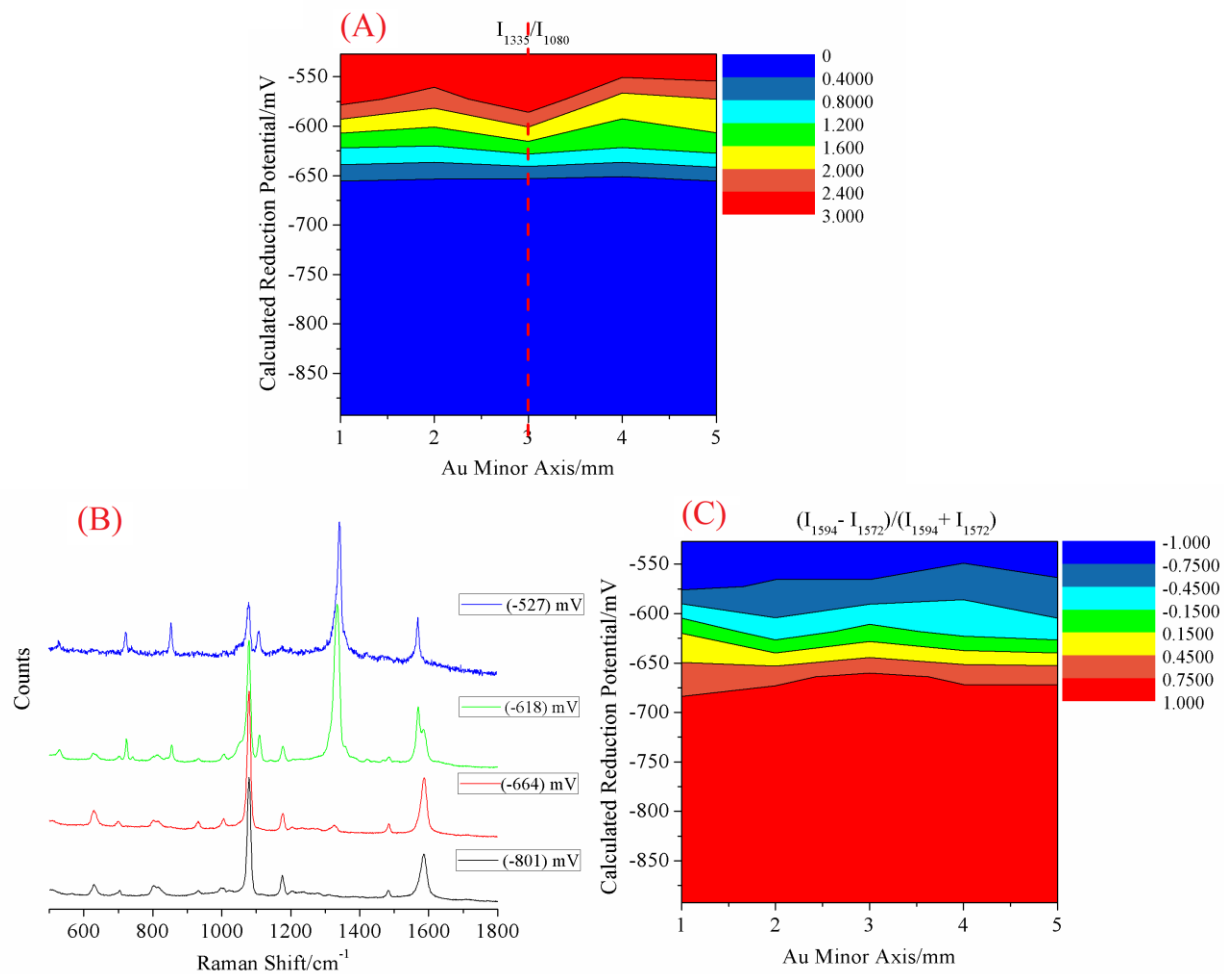 (A)
I1335/I1080
Calculated Reduction Potential/mV
-550
-600
-650
-700
-750
-800
-850
1 2 3 4 5
Au Minor Axis/mm
0
0.4000
0.8000
1.200
1.600
2.000
2.400
3.000
(B)
Counts
(-527) mV
(-618) mV
(-664) mV
(-801) mV
600 800 1000 1200 1400 1600 1800
Raman Shift/cm-1
(C)
(I1594- I1572)/(I1594+ I1572)
Calculated Reduction Potential/mV
-550
-600
-650
-700
-750
-800
-850
1 2 3 4 5
Au Minor Axis/mm
-1.000
-0.7500
-0.4500
-0.1500
0.1500
0.4500
0.7500
1.000